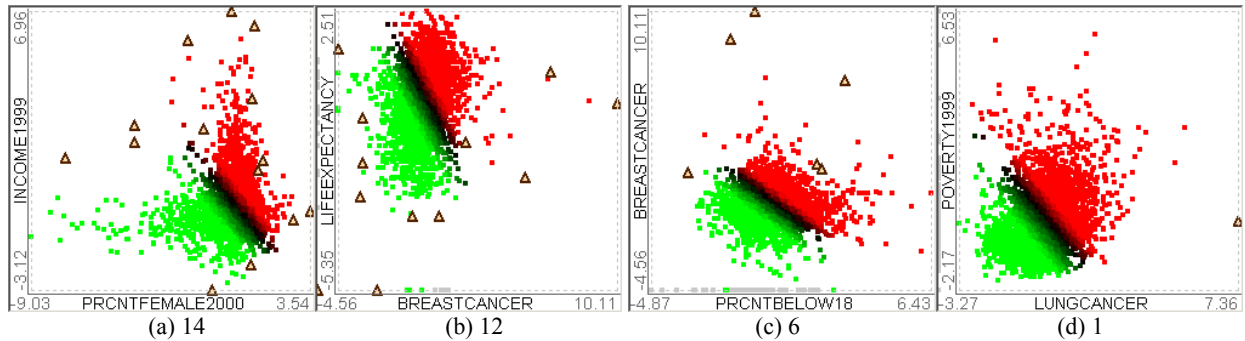 6.96
INCOME1999
-3.12
-9.03 PRCNTFEMALE2000 3.54
(a) 14
2.51
LIFEEXPECTANCY
-5.35
-4.56 BREASTCANCER 10.11
(b) 12
10.11
BREASTCANCER
-4.56
-4.87 PRCNTBELOW18 6.43
(c) 6
6.53
POVERTY1999
-2.17
-3.27 LUNGCANCER 7.36
(d) 1